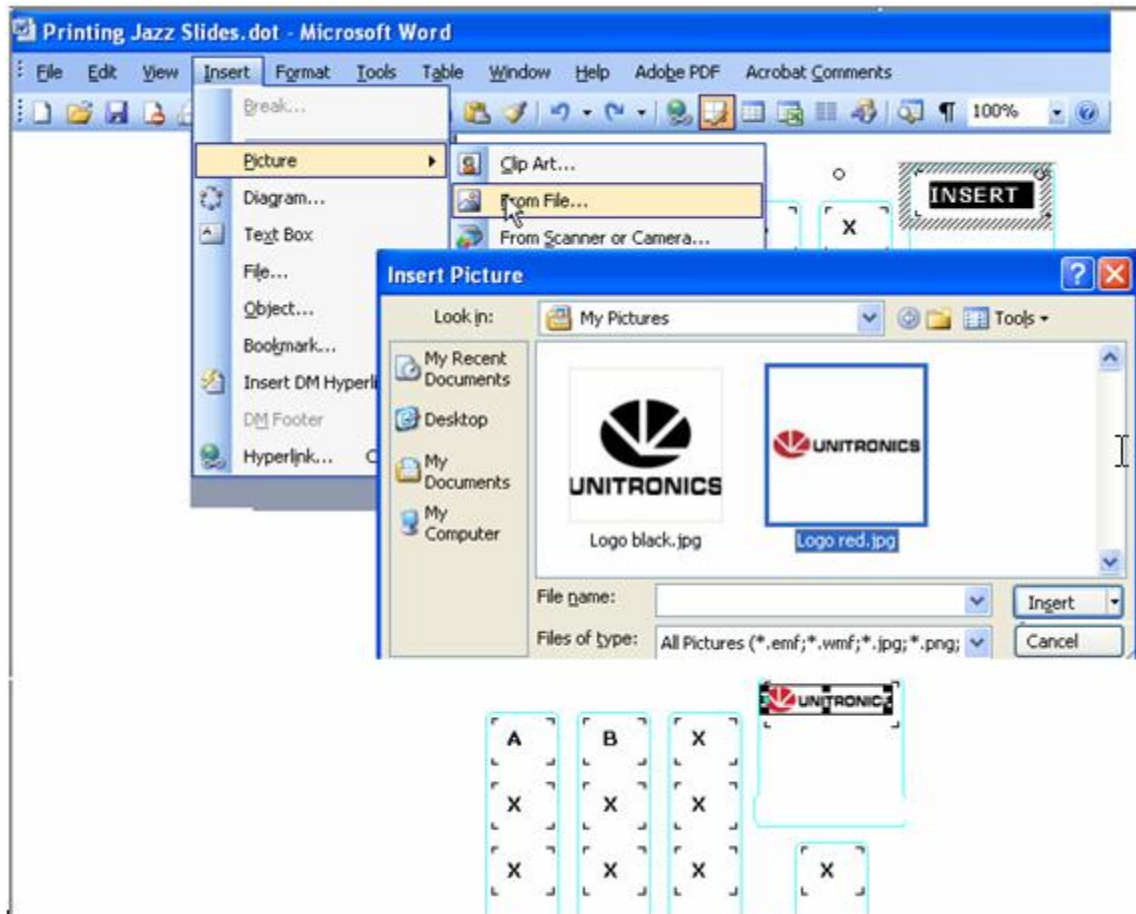 Printing Jazz Slides.dot - Microsoft Word
File Edit View Insert Format Tools Table Window Help Adobe PDF Acrobat Comments
100%
Break...
Picture
Clip Art...
INSERT
Diagram...
From File...
X
Text Box
From Scanner or Camera...
File...
Insert Picture
Object...
Look in:
My Pictures
Tools
Bookmark...
My Recent
Documents
Insert DM Hyperli
Desktop
DM Footer
My
Documents
UNITRONICS
UNITRONICS
Hyperlink... C
My
Computer
Logo black.jpg
Logo red.jpg
File name:
Insert
Files of type:
All Pictures (*.emf;*.wmf;*.jpg;*.png;
Cancel
UNITRONIC
A B X
X X X
X X X X